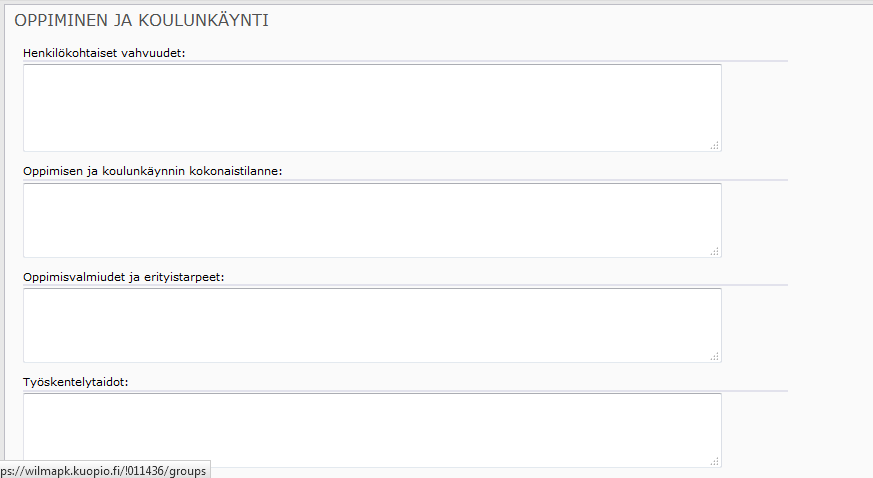 OPPIMINEN JA KOULUNKÄYNTI
Henkilökohtaiset vahvuudet:
Oppimisen ja koulunkäynnin kokonaistilanne:
Oppimisvalmiudet ja erityistarpeet:
Työskentelytaidot:
ps://wilmapk.kuopio.fi/!011436/groups